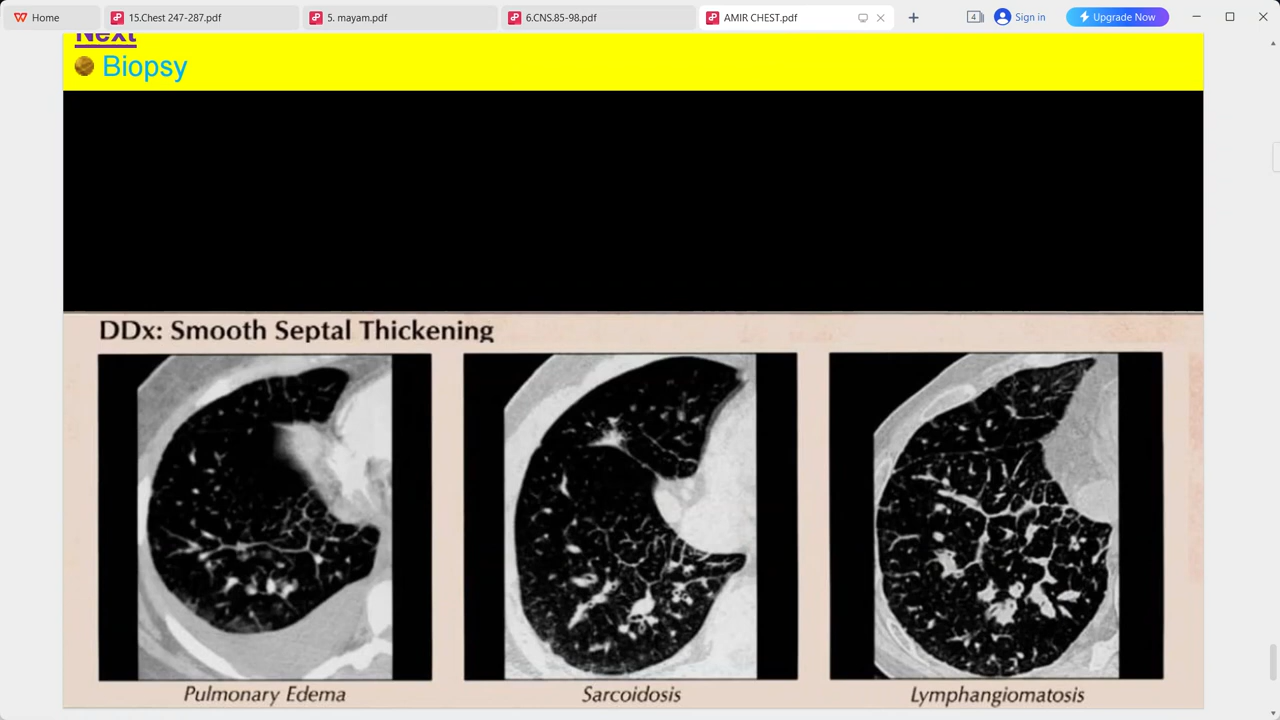 Home
15.Chest 247-287.pdf
5. mayam.pdf
6.CNS.85-98.pdf
AMIR CHEST.pdf
4
Sign in
Upgrade Now
Next
Biopsy
DDx: Smooth Septal Thickening
Pulmonary Edema
Sarcoidosis
Lymphangiomatosis